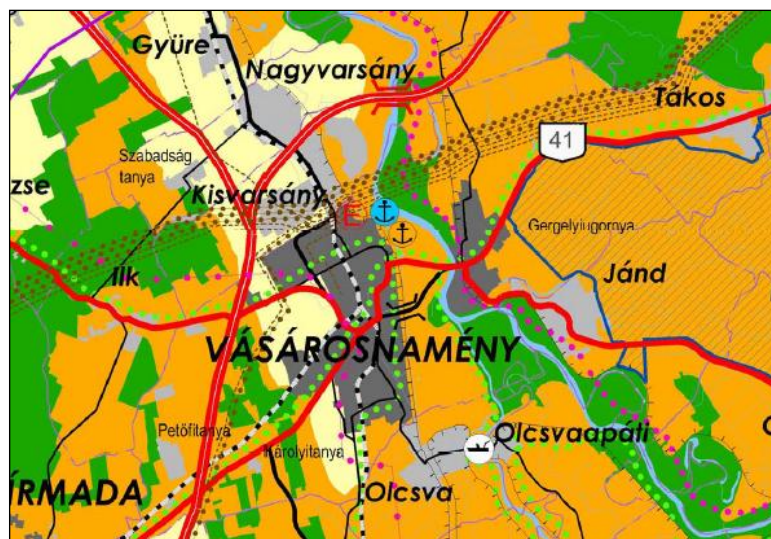 Gyüre
Nagyvarsány
Tákos
41
Szabadság
tanya
zse
Kisvarsány
E
Gergelyiugornya
Ilk
Jánd
VÁSÁROSNAMÉNY
Petőfitanya
Károlyitanya
Olcsvaapáti
ÍRMADA
Olcsva